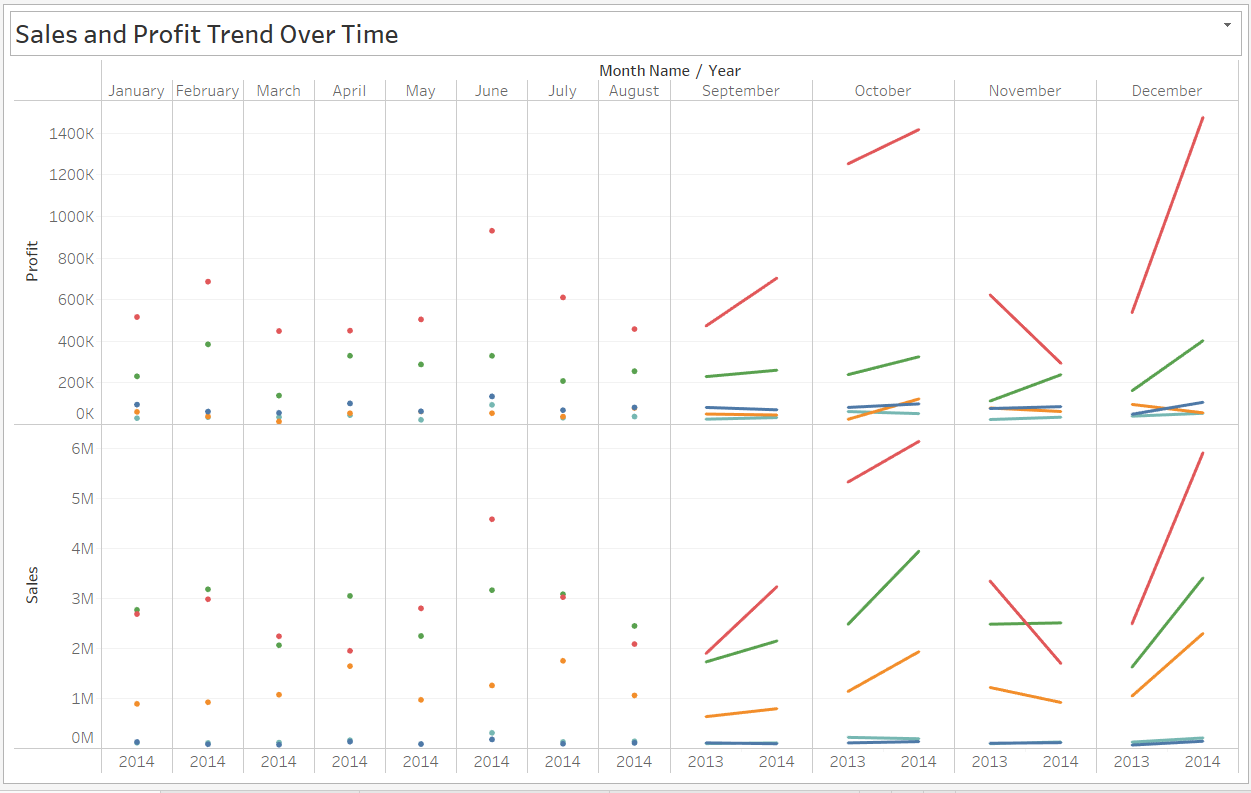 Sales and Profit Trend Over Time
Month Name / Year
January February March April May June July August September October November December
1400K
1200K
1000K
800K
600K
400K
200K
0K
Profit
6M
5M
4M
3M
2M
1M
0M
Sales
2014 2014 2014 2014 2014 2014 2014 2014 2013 2014 2013 2014 2013 2014 2013 2014